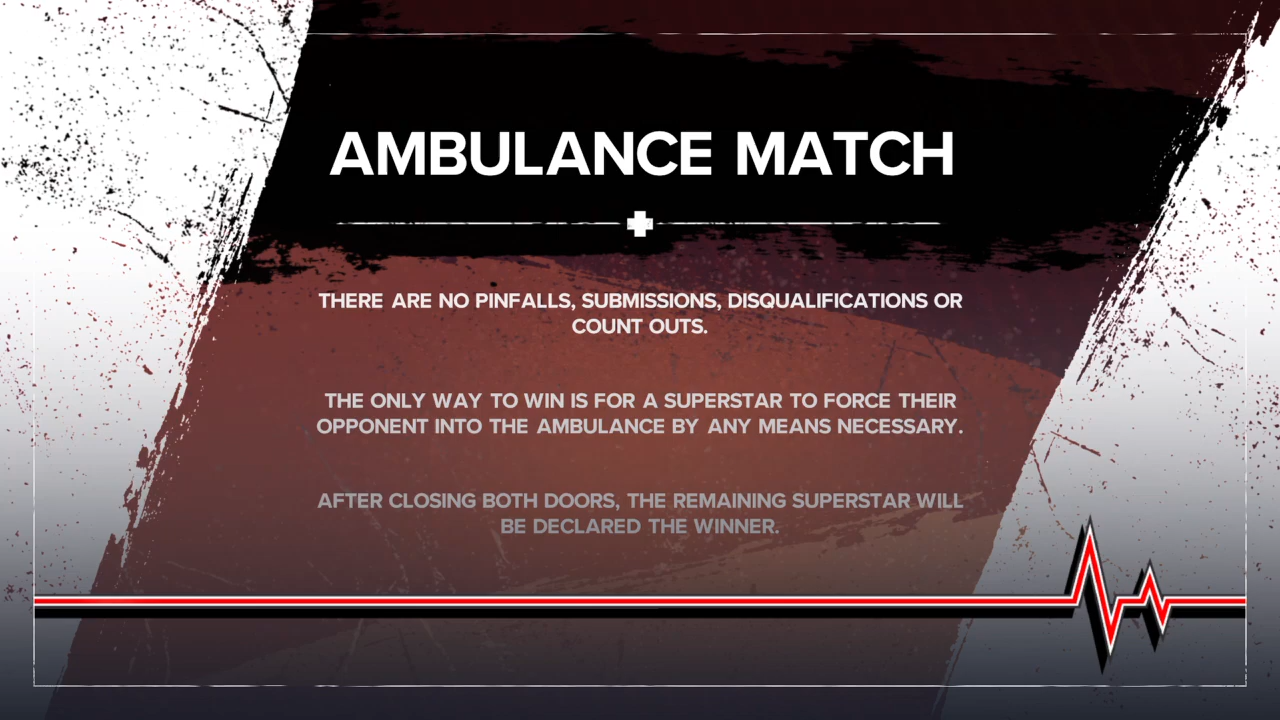 AMBULANCE MATCH
THERE ARE NO PINFALLS, SUBMISSIONS, DISQUALIFICATIONS OR
COUNT OUTS.
THE ONLY WAY TO WIN IS FOR A SUPERSTAR TO FORCE THEIR
OPPONENT INTO THE AMBULANCE BY ANY MEANS NECESSARY.
AFTER CLOSING BOTH DOORS, THE REMAINING SUPERSTAR WILL
BE DECLARED THE WINNER.